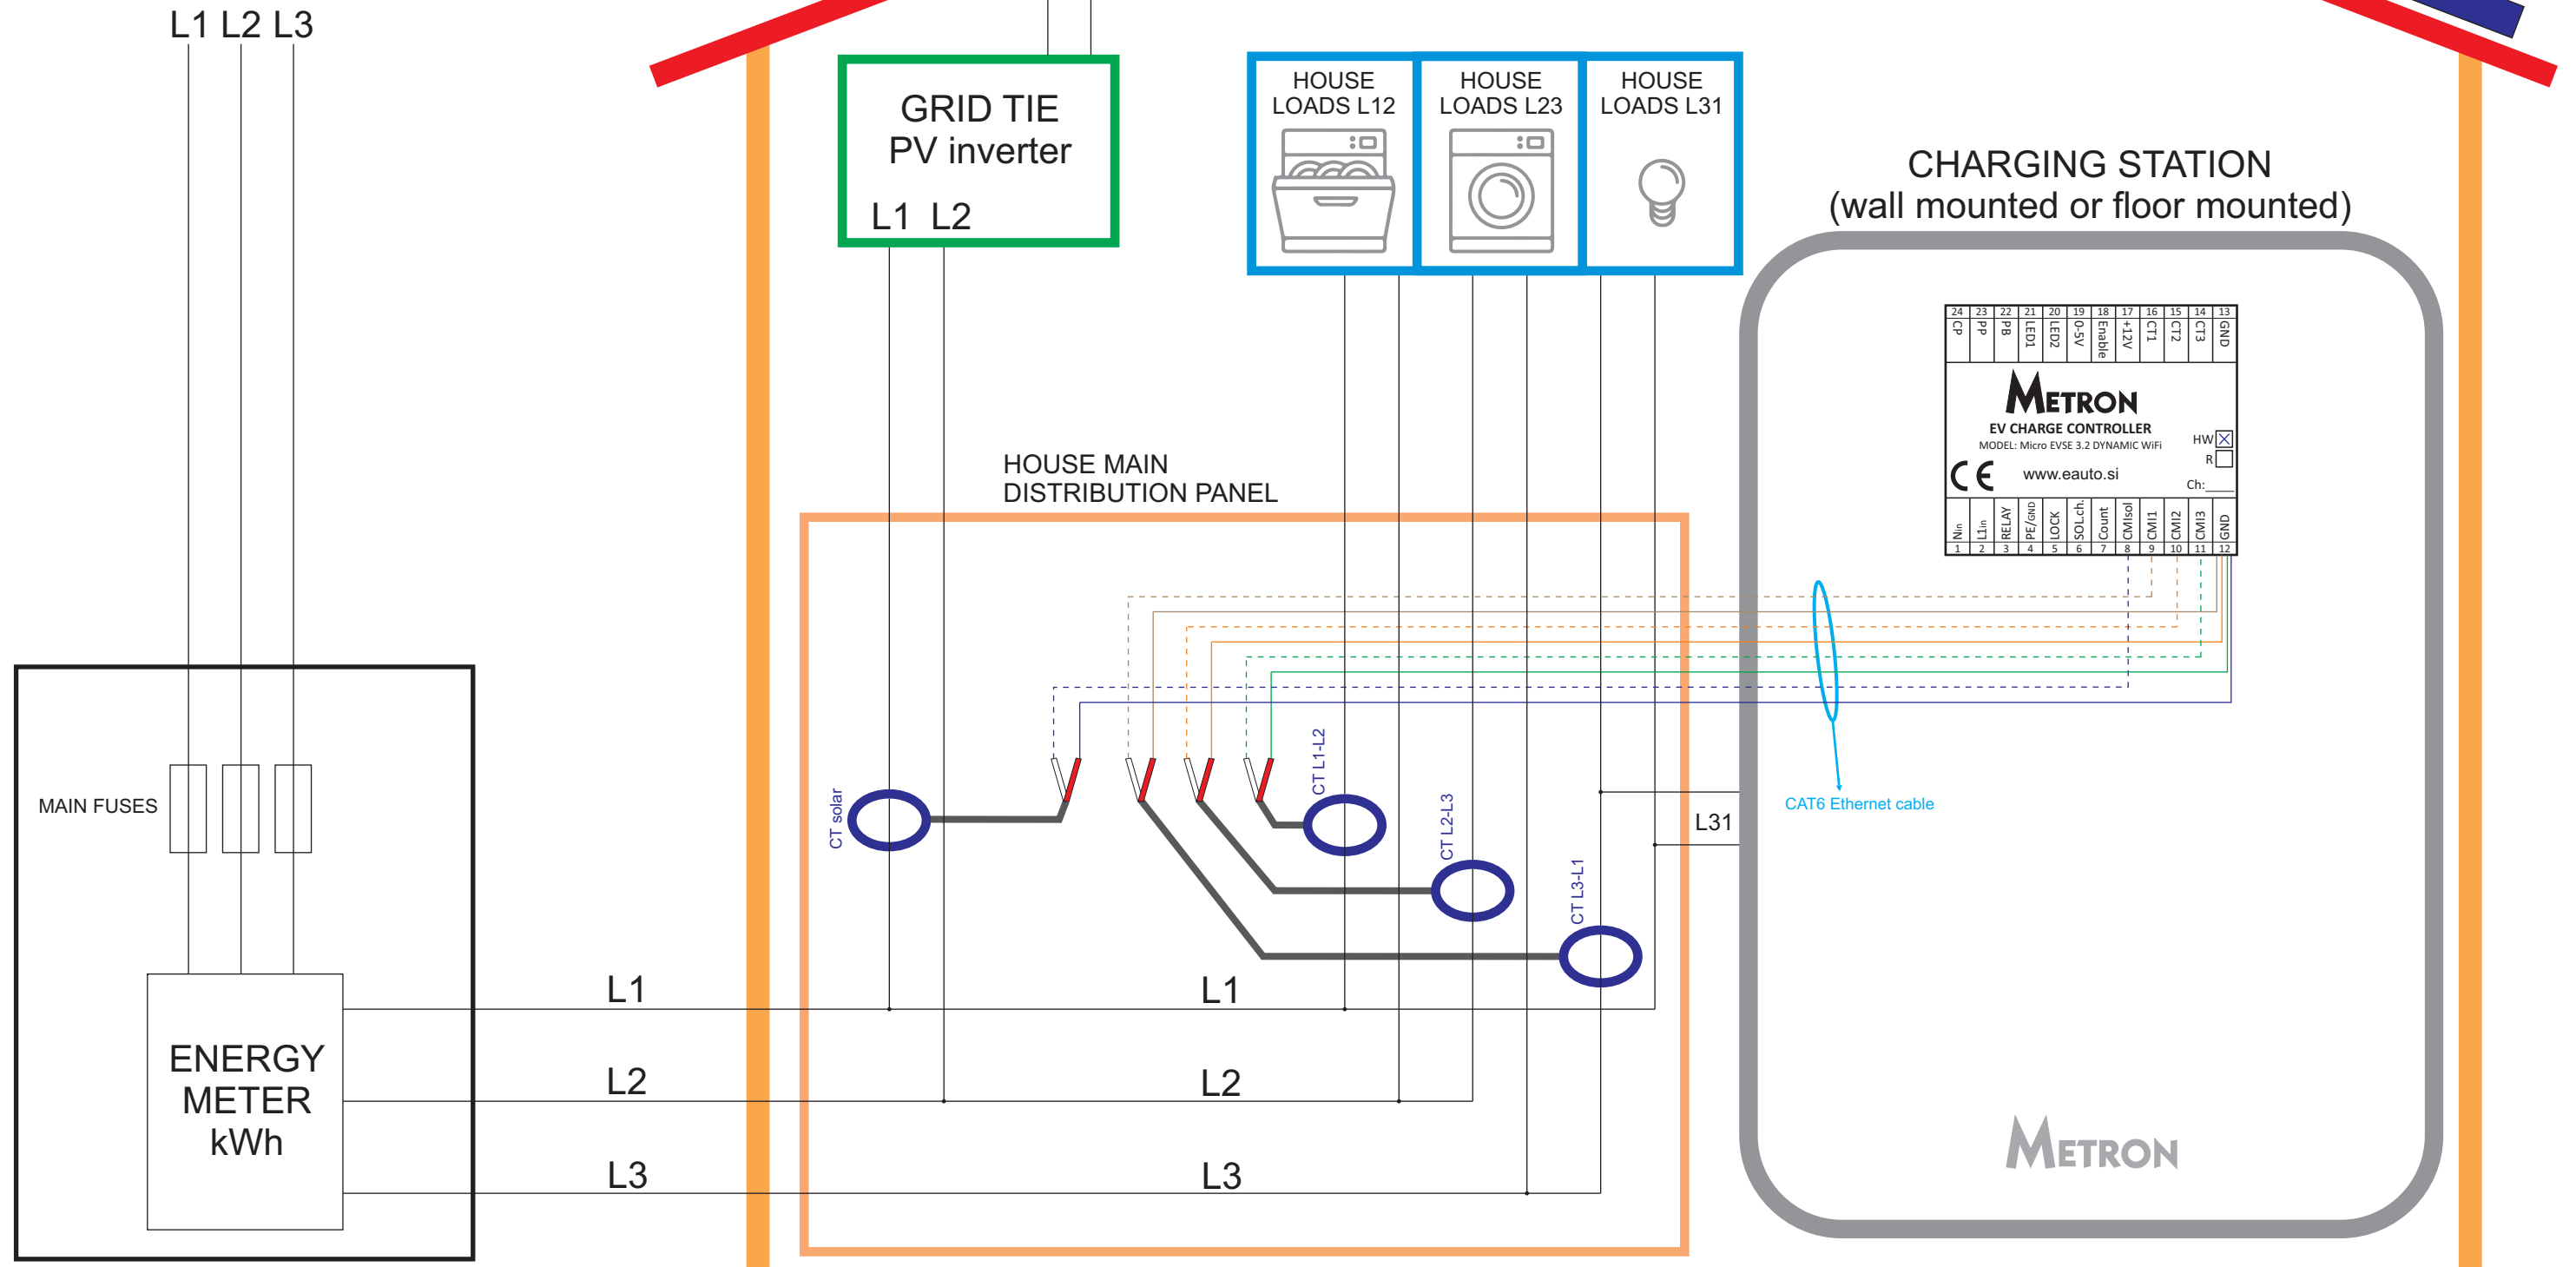 L1 L2 L3
GRID TIE
PV inverter
L1 L2
HOUSE
LOADS L12
HOUSE
LOADS L23
HOUSE
LOADS L31
CHARGING STATION
(wall mounted or floor mounted)
24 23 22 21 20 19 18 17 16 15 14 13
CP PP PB LED1 LED2 0-5V Enable +12V CT1 CT2 CT3 GND
METRON
EV CHARGE CONTROLLER
MODEL: Micro EVSE 3.2 DYNAMIC WiFi
HW
R
CE
www.eauto.si
Ch:____
Nin L1in RELAY PE/GND LOCK SOL.ch. Count CMIsol CMI1 CMI2 CMI3 GND
1 2 3 4 5 6 7 8 9 10 11 12
HOUSE MAIN
DISTRIBUTION PANEL
MAIN FUSES
CT solar
CT L1-L2
CT L2-L3
CT L3-L1
L31
CAT6 Ethernet cable
ENERGY
METER
kWh
L1
L1
L2
L2
L3
L3
METRON